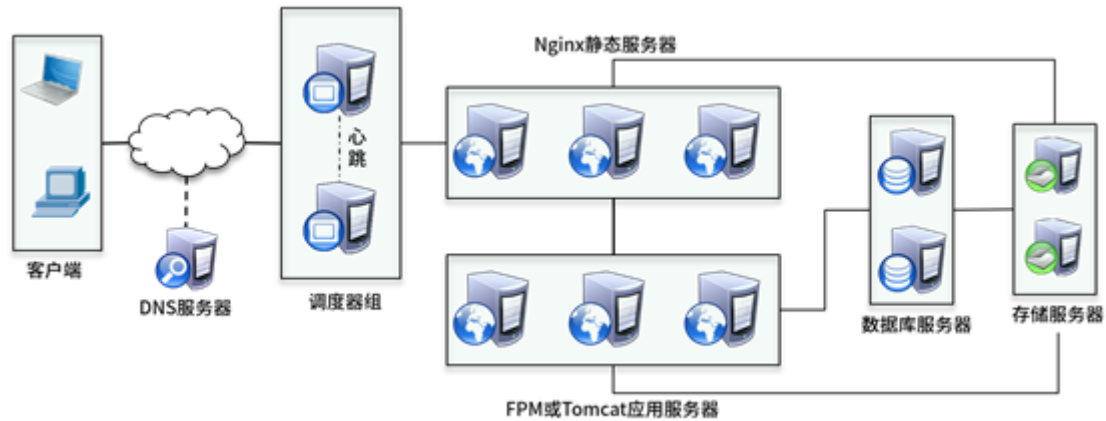 Nginx静态服务器
心
跳
客户端
DNS服务器
调度器组
数据库服务器
存储服务器
FPM或Tomcat应用服务器